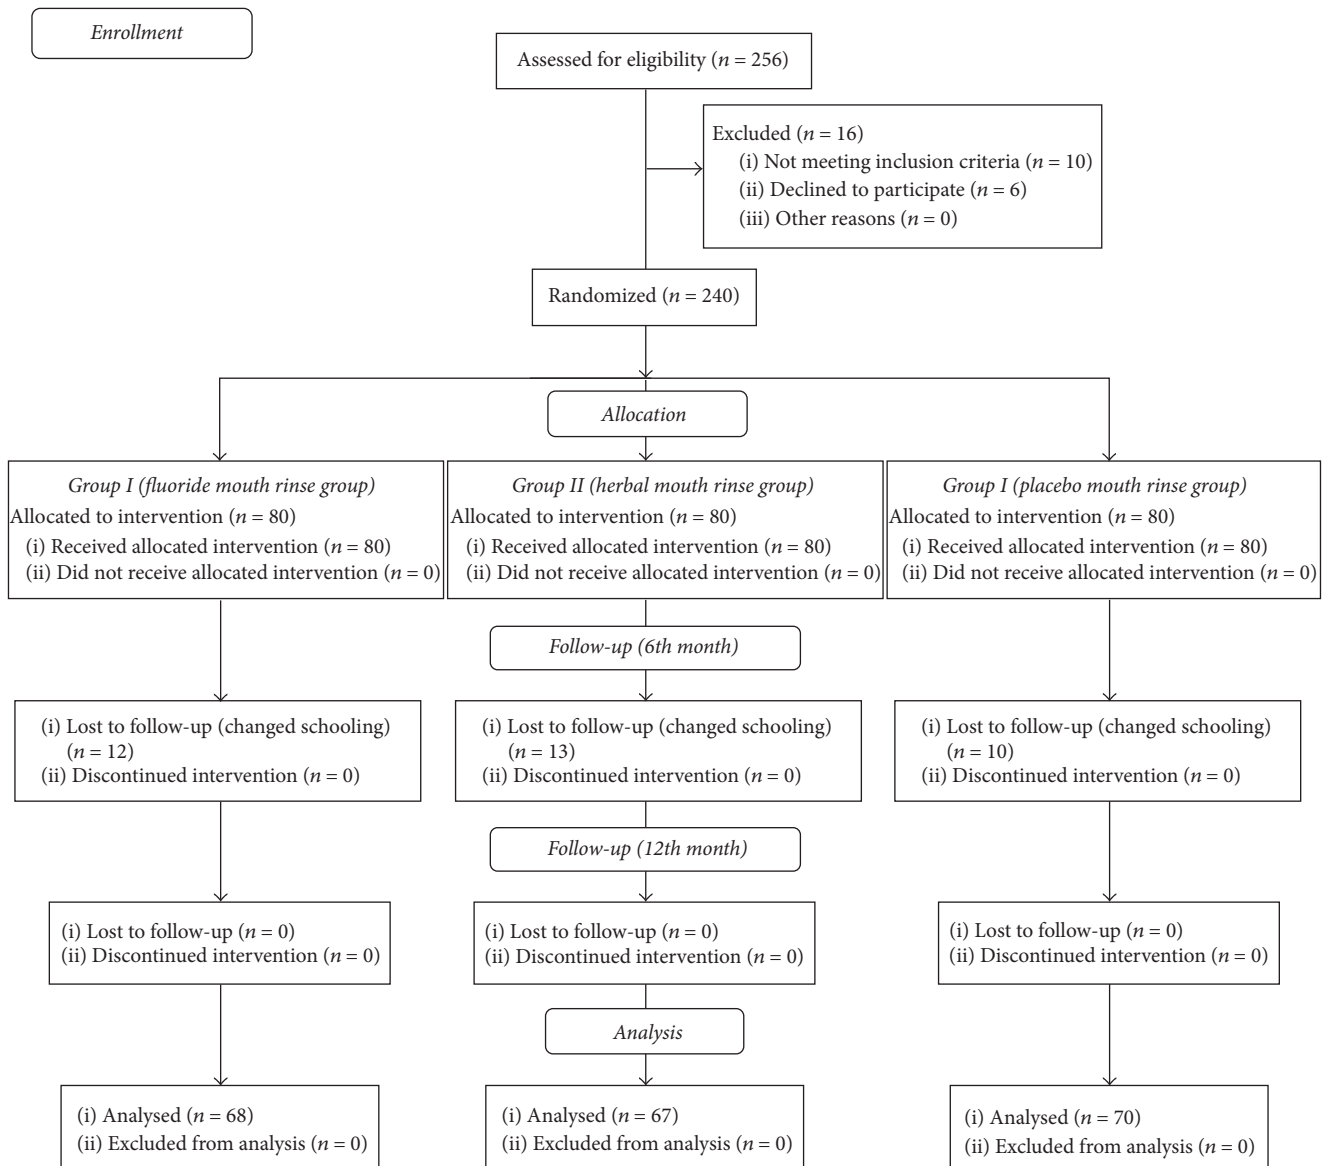 Enrollment
Assessed for eligibility (n = 256)
Excluded (n = 16)
(i) Not meeting inclusion criteria (n = 10)
(ii) Declined to participate (n = 6)
(iii) Other reasons (n = 0)
Randomized (n = 240)
Allocation
Group I (fluoride mouth rinse group)
Allocated to intervention (n = 80)
(i) Received allocated intervention (n = 80)
(ii) Did not receive allocated intervention (n = 0)
Group II (herbal mouth rinse group)
Allocated to intervention (n = 80)
(i) Received allocated intervention (n = 80)
(ii) Did not receive allocated intervention (n = 0)
Group I (placebo mouth rinse group)
Allocated to intervention (n = 80)
(i) Received allocated intervention (n = 80)
(ii) Did not receive allocated intervention (n = 0)
Follow-up (6th month)
(i) Lost to follow-up (changed schooling)
(n = 12)
(ii) Discontinued intervention (n = 0)
(i) Lost to follow-up (changed schooling)
(n = 13)
(ii) Discontinued intervention (n = 0)
(i) Lost to follow-up (changed schooling)
(n = 10)
(ii) Discontinued intervention (n = 0)
Follow-up (12th month)
(i) Lost to follow-up (n = 0)
(ii) Discontinued intervention (n = 0)
(i) Lost to follow-up (n = 0)
(ii) Discontinued intervention (n = 0)
(i) Lost to follow-up (n = 0)
(ii) Discontinued intervention (n = 0)
Analysis
(i) Analysed (n = 68)
(ii) Excluded from analysis (n = 0)
(i) Analysed (n = 67)
(ii) Excluded from analysis (n = 0)
(i) Analysed (n = 70)
(ii) Excluded from analysis (n = 0)